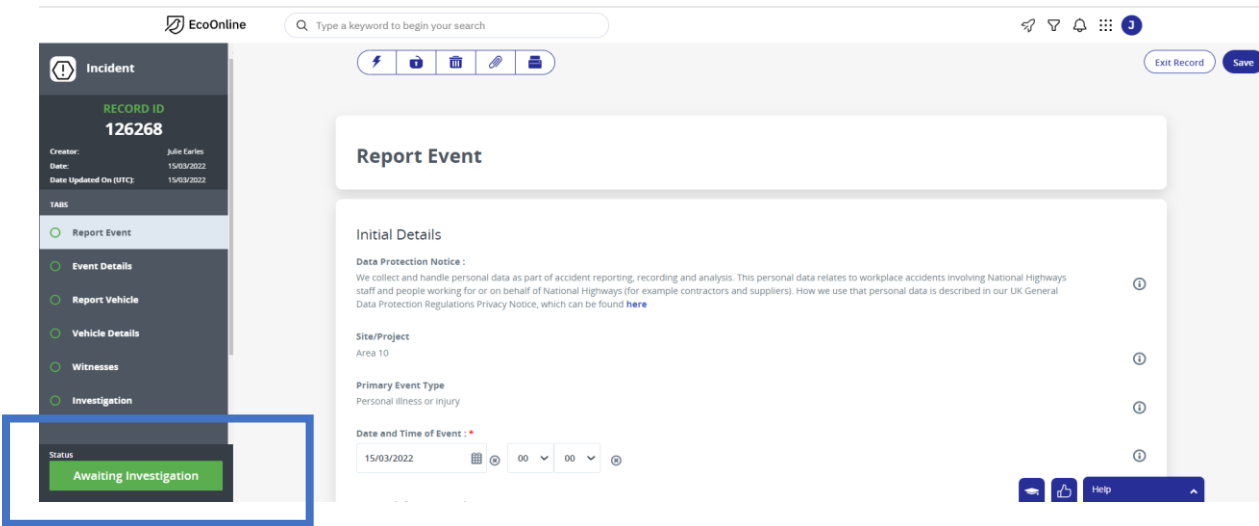 EcoOnline
Type a keyword to begin your search
J
Incident
Exit Record
Save
RECORD ID
126268
Creator: Julie Earles
Date: 15/03/2022
Date Updated On (UTC): 15/03/2022
TABS
Report Event
Event Details
Report Vehicle
Vehicle Details
Witnesses
Investigation
Status
Awaiting Investigation
Report Event
Initial Details
Data Protection Notice :
We collect and handle personal data as part of accident reporting, recording and analysis. This personal data relates to workplace accidents involving National Highways
staff and people working for or on behalf of National Highways (for example contractors and suppliers). How we use that personal data is described in our UK General
Data Protection Regulations Privacy Notice, which can be found here
Site/Project
Area 10
Primary Event Type
Personal illness or injury
Date and Time of Event : *
15/03/2022 00 00
Help